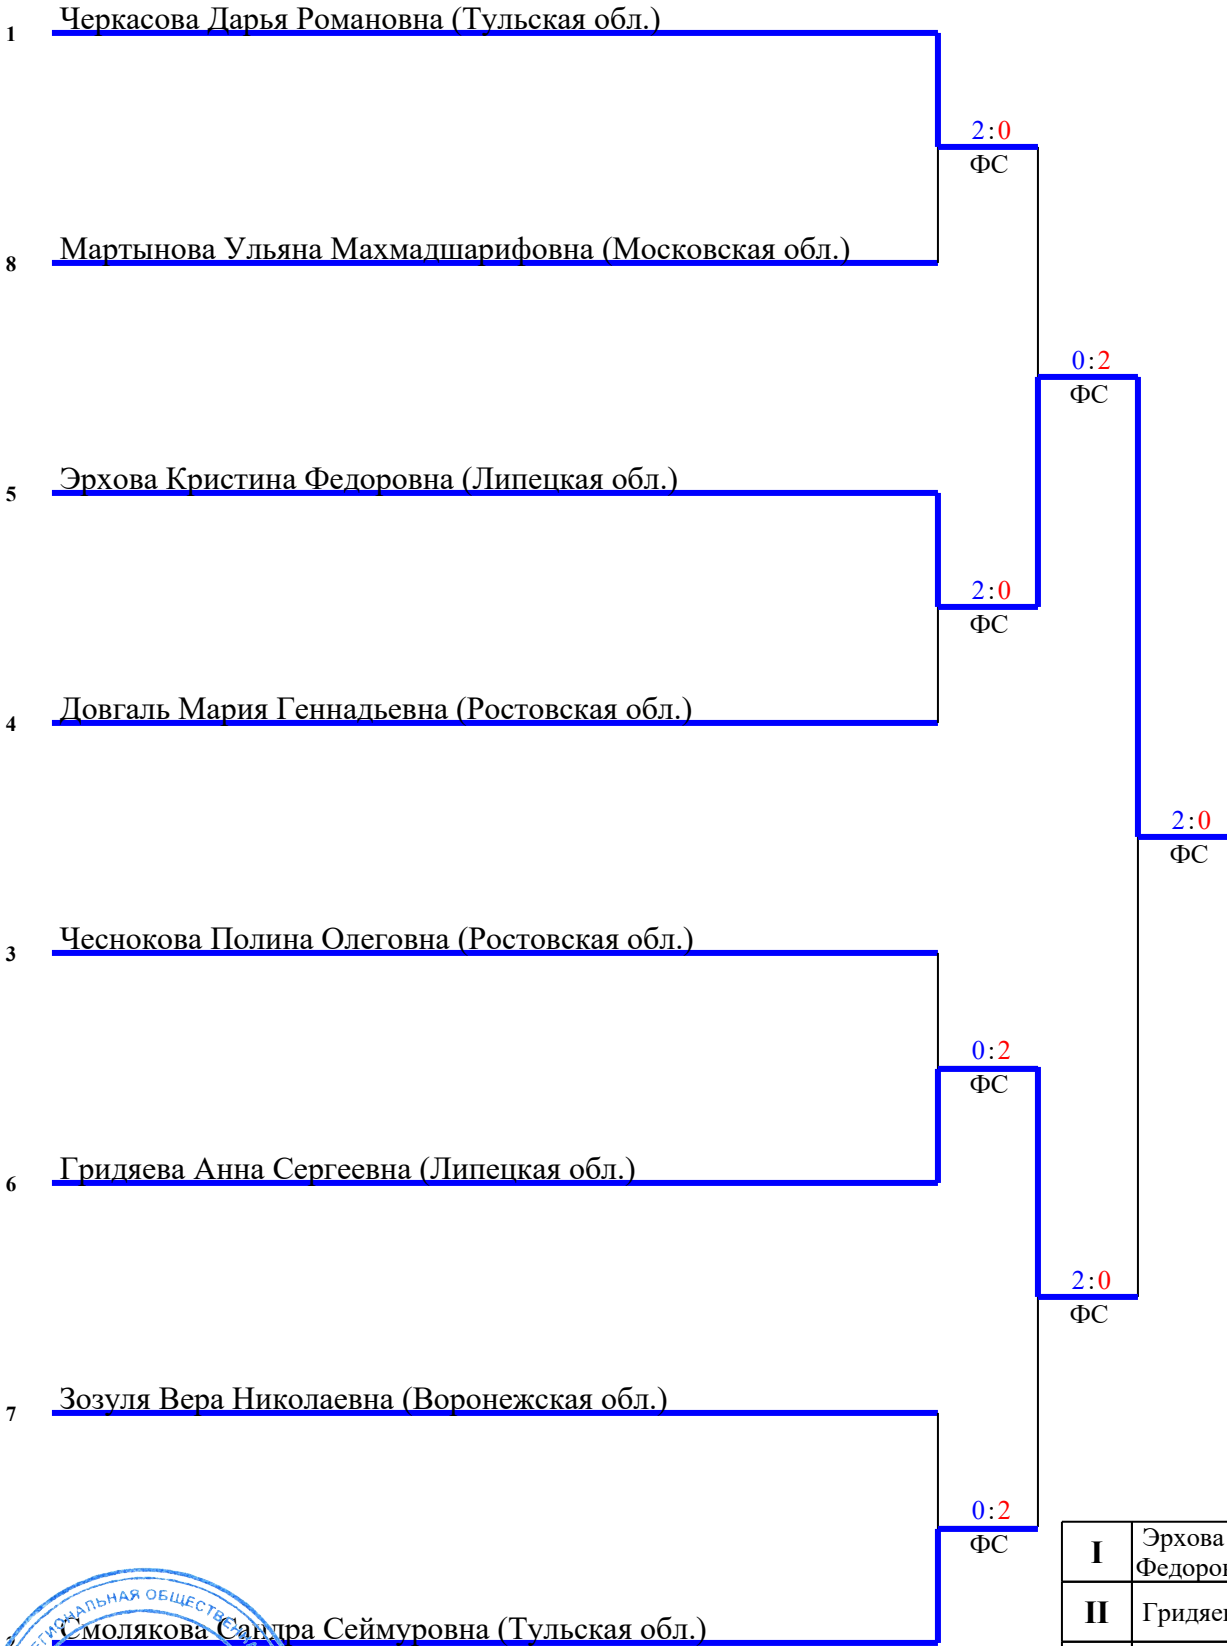 1 Черкасова Дарья Романовна (Тульская обл.)
2:0
ФС
8 Мартынова Ульяна Махмадшарифовна (Московская обл.)
0:2
ФС
5 Эрхова Кристина Федоровна (Липецкая обл.)
2:0
ФС
4 Довгаль Мария Геннадьевна (Ростовская обл.)
2:0
ФС
3 Чеснокова Полина Олеговна (Ростовская обл.)
0:2
ФС
6 Гридяева Анна Сергеевна (Липецкая обл.)
2:0
ФС
7 Зозуля Вера Николаевна (Воронежская обл.)
0:2
ФС
I Эрхова
Федоров
II Гридяе
Смолякова Сандра Сеймуровна (Тульская обл.)